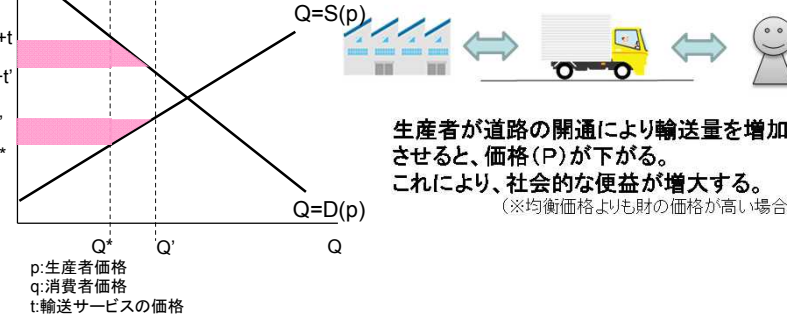 Q=S(p)
+t
t'
'
*
生産者が道路の開通により輸送量を増加
させると、価格(P)が下がる。
これにより、社会的な便益が増大する。
(※均衡価格よりも財の価格が高い場合
Q=D(p)
Q* Q' Q
p:生産者価格
q:消費者価格
t:輸送サービスの価格